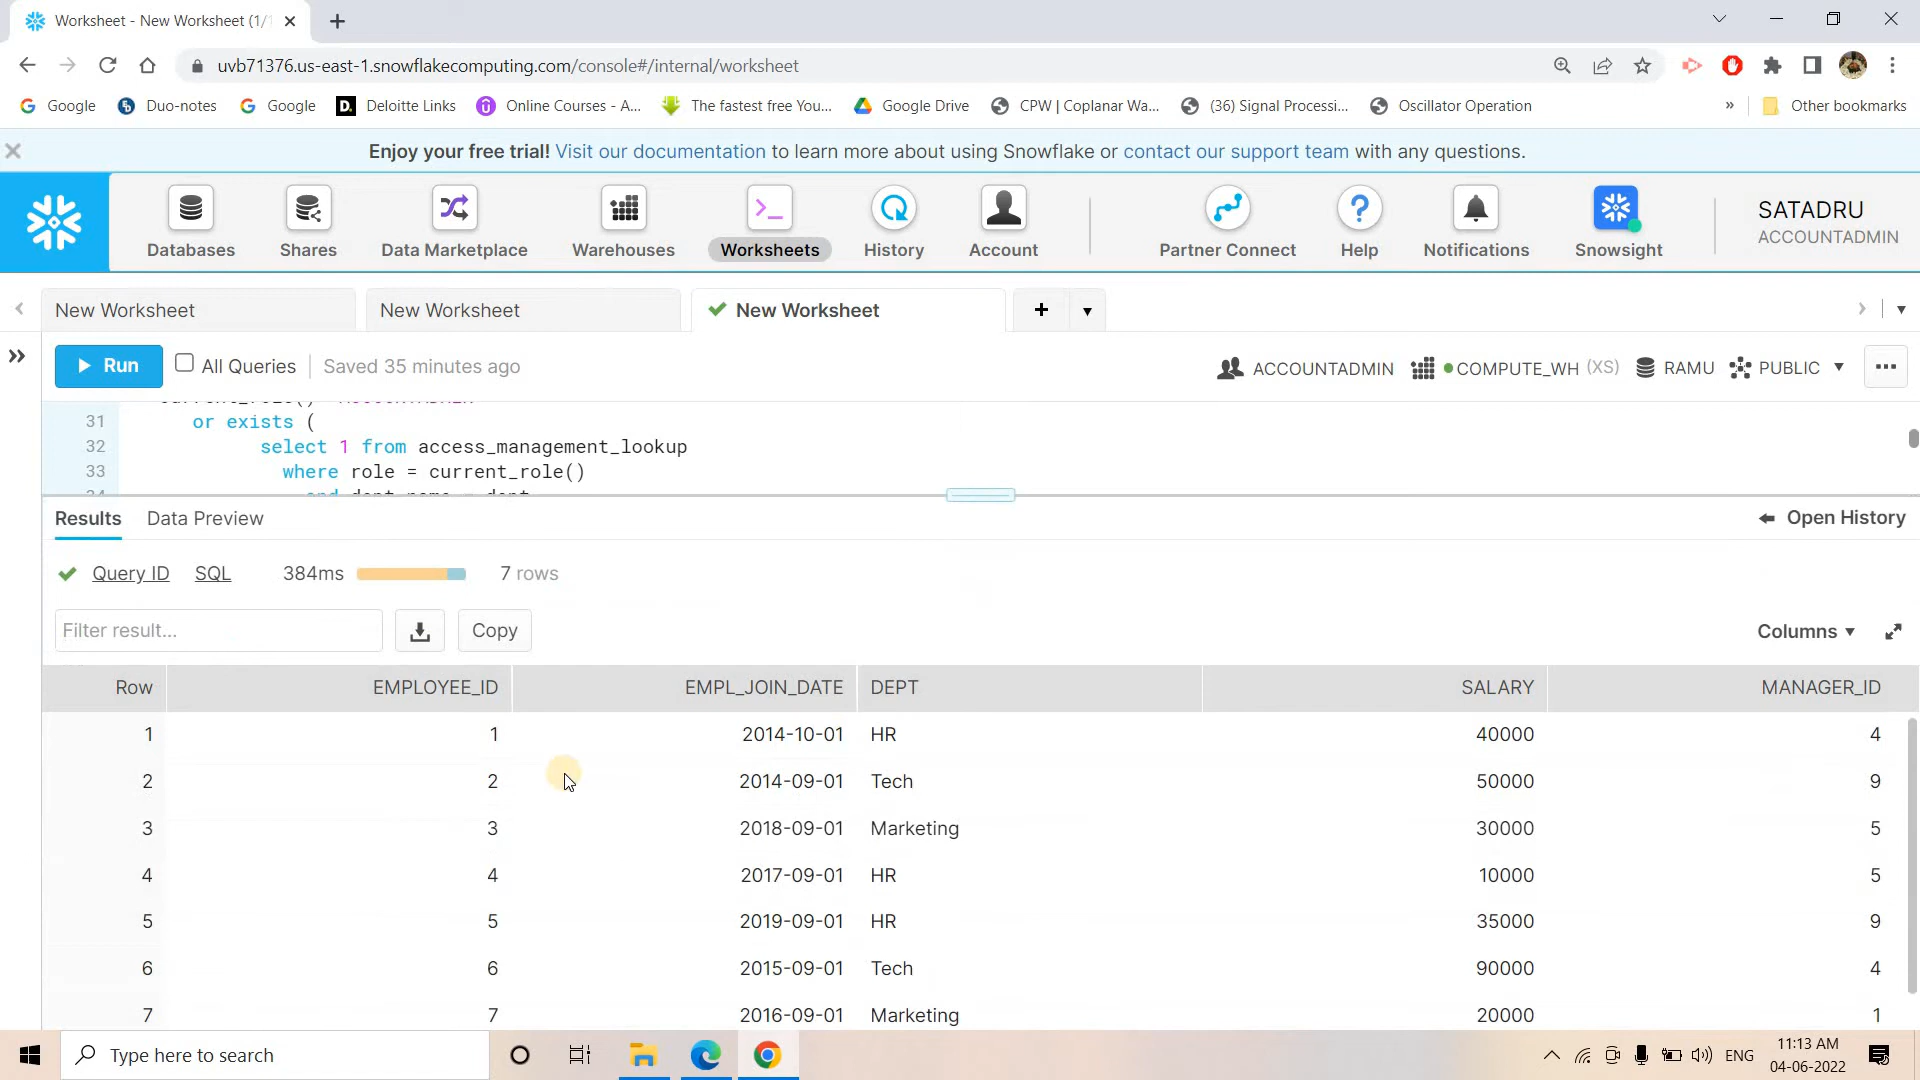 Worksheet - New Worksheet (1/1
uvb71376.us-east-1.snowflakecomputing.com/console#/internal/worksheet
Google
Duo-notes
Google
D.
Deloitte Links
Online Courses - A...
The fastest free You...
Google Drive
CPW | Coplanar Wa...
(36) Signal Processi...
Oscillator Operation
»
Other bookmarks
Enjoy your free trial! Visit our documentation to learn more about using Snowflake or contact our support team with any questions.
Databases
Shares
Data Marketplace
Warehouses
Worksheets
History
Account
Partner Connect
Help
Notifications
Snowsight
SATADRU
ACCOUNTADMIN
New Worksheet
New Worksheet
New Worksheet
Run
All Queries
Saved 35 minutes ago
ACCOUNTADMIN
COMPUTE_WH (XS)
RAMU
PUBLIC
31 or exists (
32 select 1 from access_management_lookup
33 where role = current_role()
Results
Data Preview
Open History
Query ID
SQL
384ms
7 rows
Filter result...
Copy
Columns
Row EMPLOYEE_ID EMPL_JOIN_DATE DEPT SALARY MANAGER_ID
1 1 2014-10-01 HR 40000 4
2 2 2014-09-01 Tech 50000 9
3 3 2018-09-01 Marketing 30000 5
4 4 2017-09-01 HR 10000 5
5 5 2019-09-01 HR 35000 9
6 6 2015-09-01 Tech 90000 4
7 7 2016-09-01 Marketing 20000 1
Type here to search
ENG
11:13 AM
04-06-2022